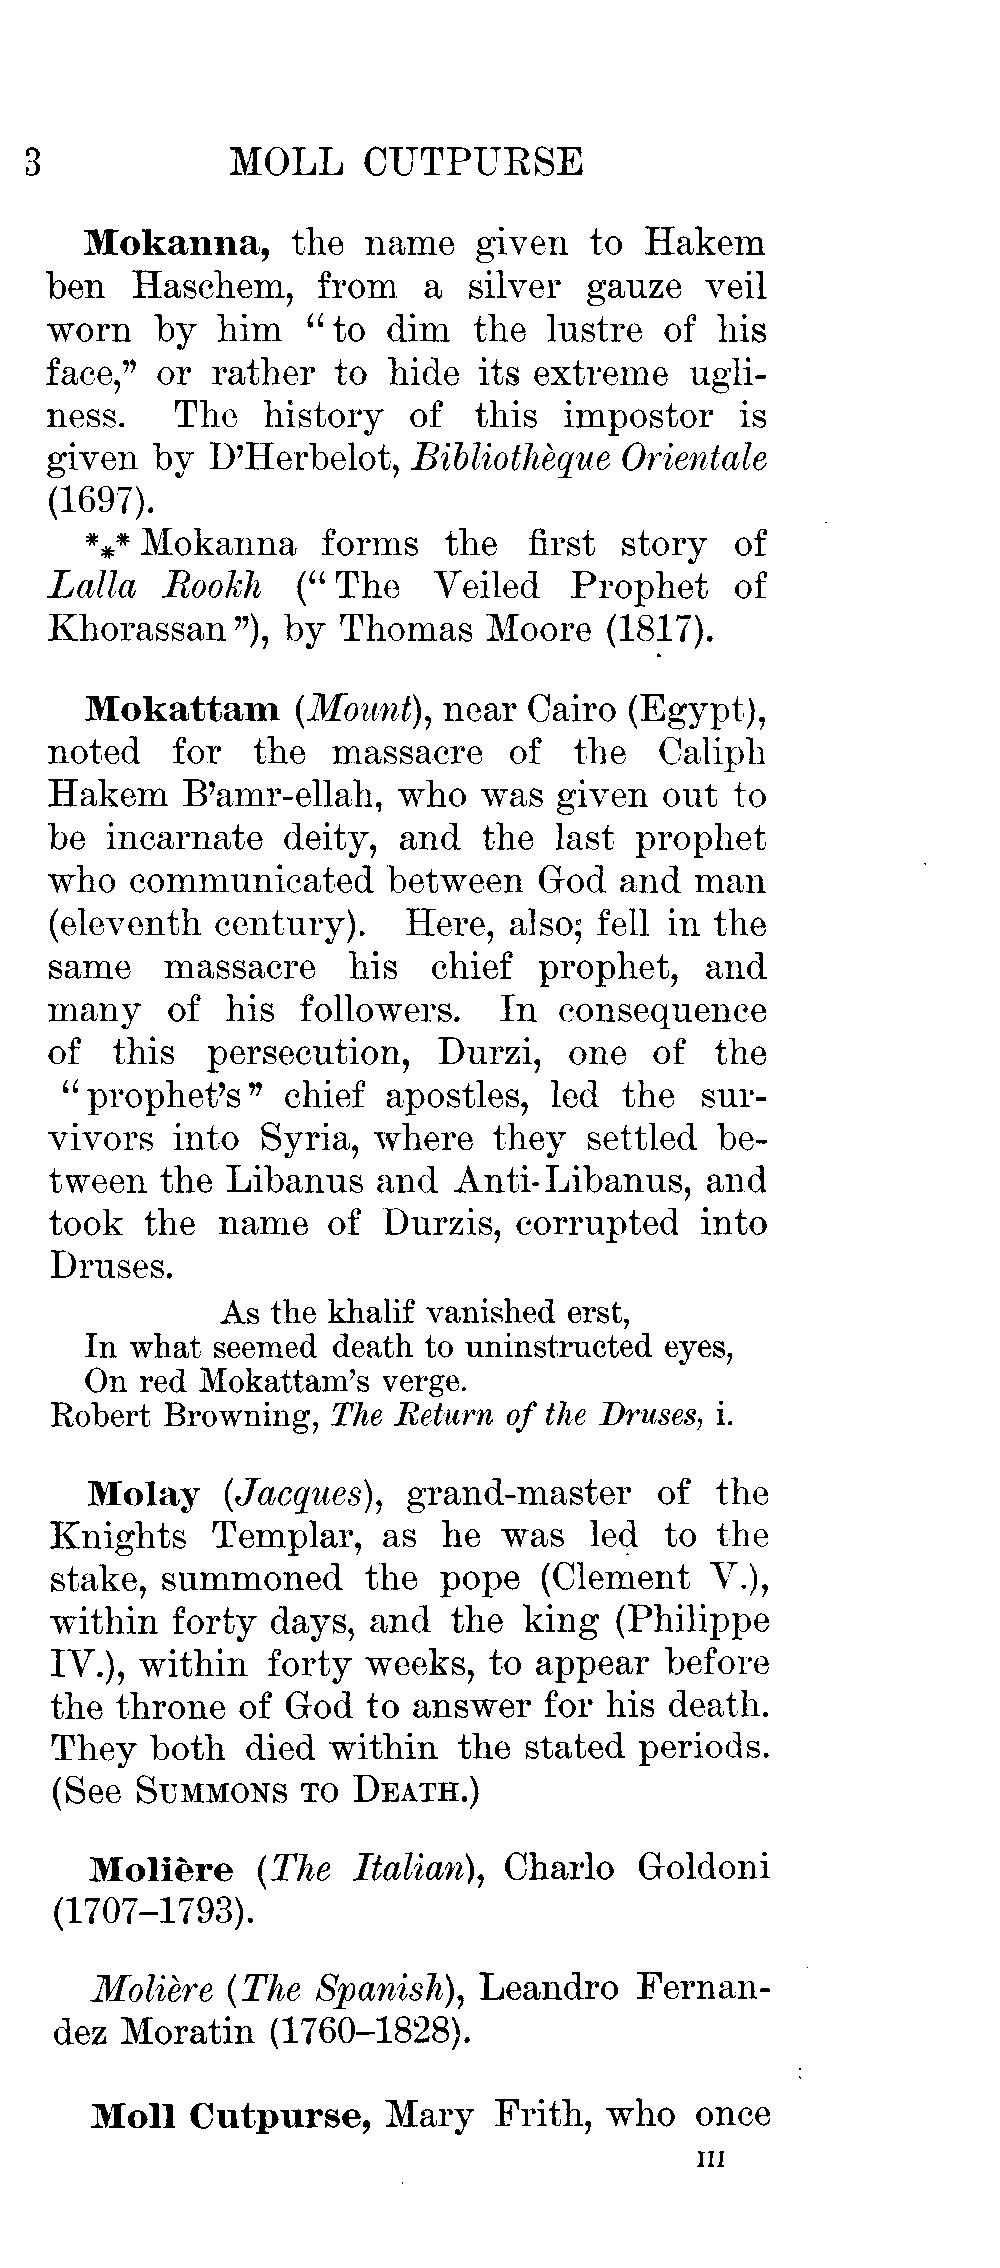 3 MOLL CUTPURSE
Mokanna, the name given to Hakem
ben Haschem, from a silver gauze veil
worn by him “to dim the lustre of his
face,” or rather to hide its extreme ugli-
ness. The history of this impostor is
given by D’Herbelot, Bibliothèque Orientale
(1697).
*** Mokanna forms the first story of
Lalla Rookh (“The Veiled Prophet of
Khorassan”), by Thomas Moore (1817).
Mokattam (Mount), near Cairo (Egypt),
noted for the massacre of the Caliph
Hakem B’amr-ellah, who was given out to
be incarnate deity, and the last prophet
who communicated between God and man
(eleventh century). Here, also; fell in the
same massacre his chief prophet, and
many of his followers. In consequence
of this persecution, Durzi, one of the
“prophet’s” chief apostles, led the sur-
vivors into Syria, where they settled be-
tween the Libanus and Anti-Libanus, and
took the name of Durzis, corrupted into
Druses.
As the khalif vanished erst,
In what seemed death to uninstructed eyes,
On red Mokattam’s verge.
Robert Browning, The Return of the Druses, i.
Molay (Jacques), grand-master of the
Knights Templar, as he was led to the
stake, summoned the pope (Clement V.),
within forty days, and the king (Philippe
IV.), within forty weeks, to appear before
the throne of God to answer for his death.
They both died within the stated periods.
(See SUMMONS TO DEATH.)
Molière (The Italian), Charlo Goldoni
(1707–1793).
Molière (The Spanish), Leandro Fernan-
dez Moratin (1760–1828).
Moll Cutpurse, Mary Frith, who once
III